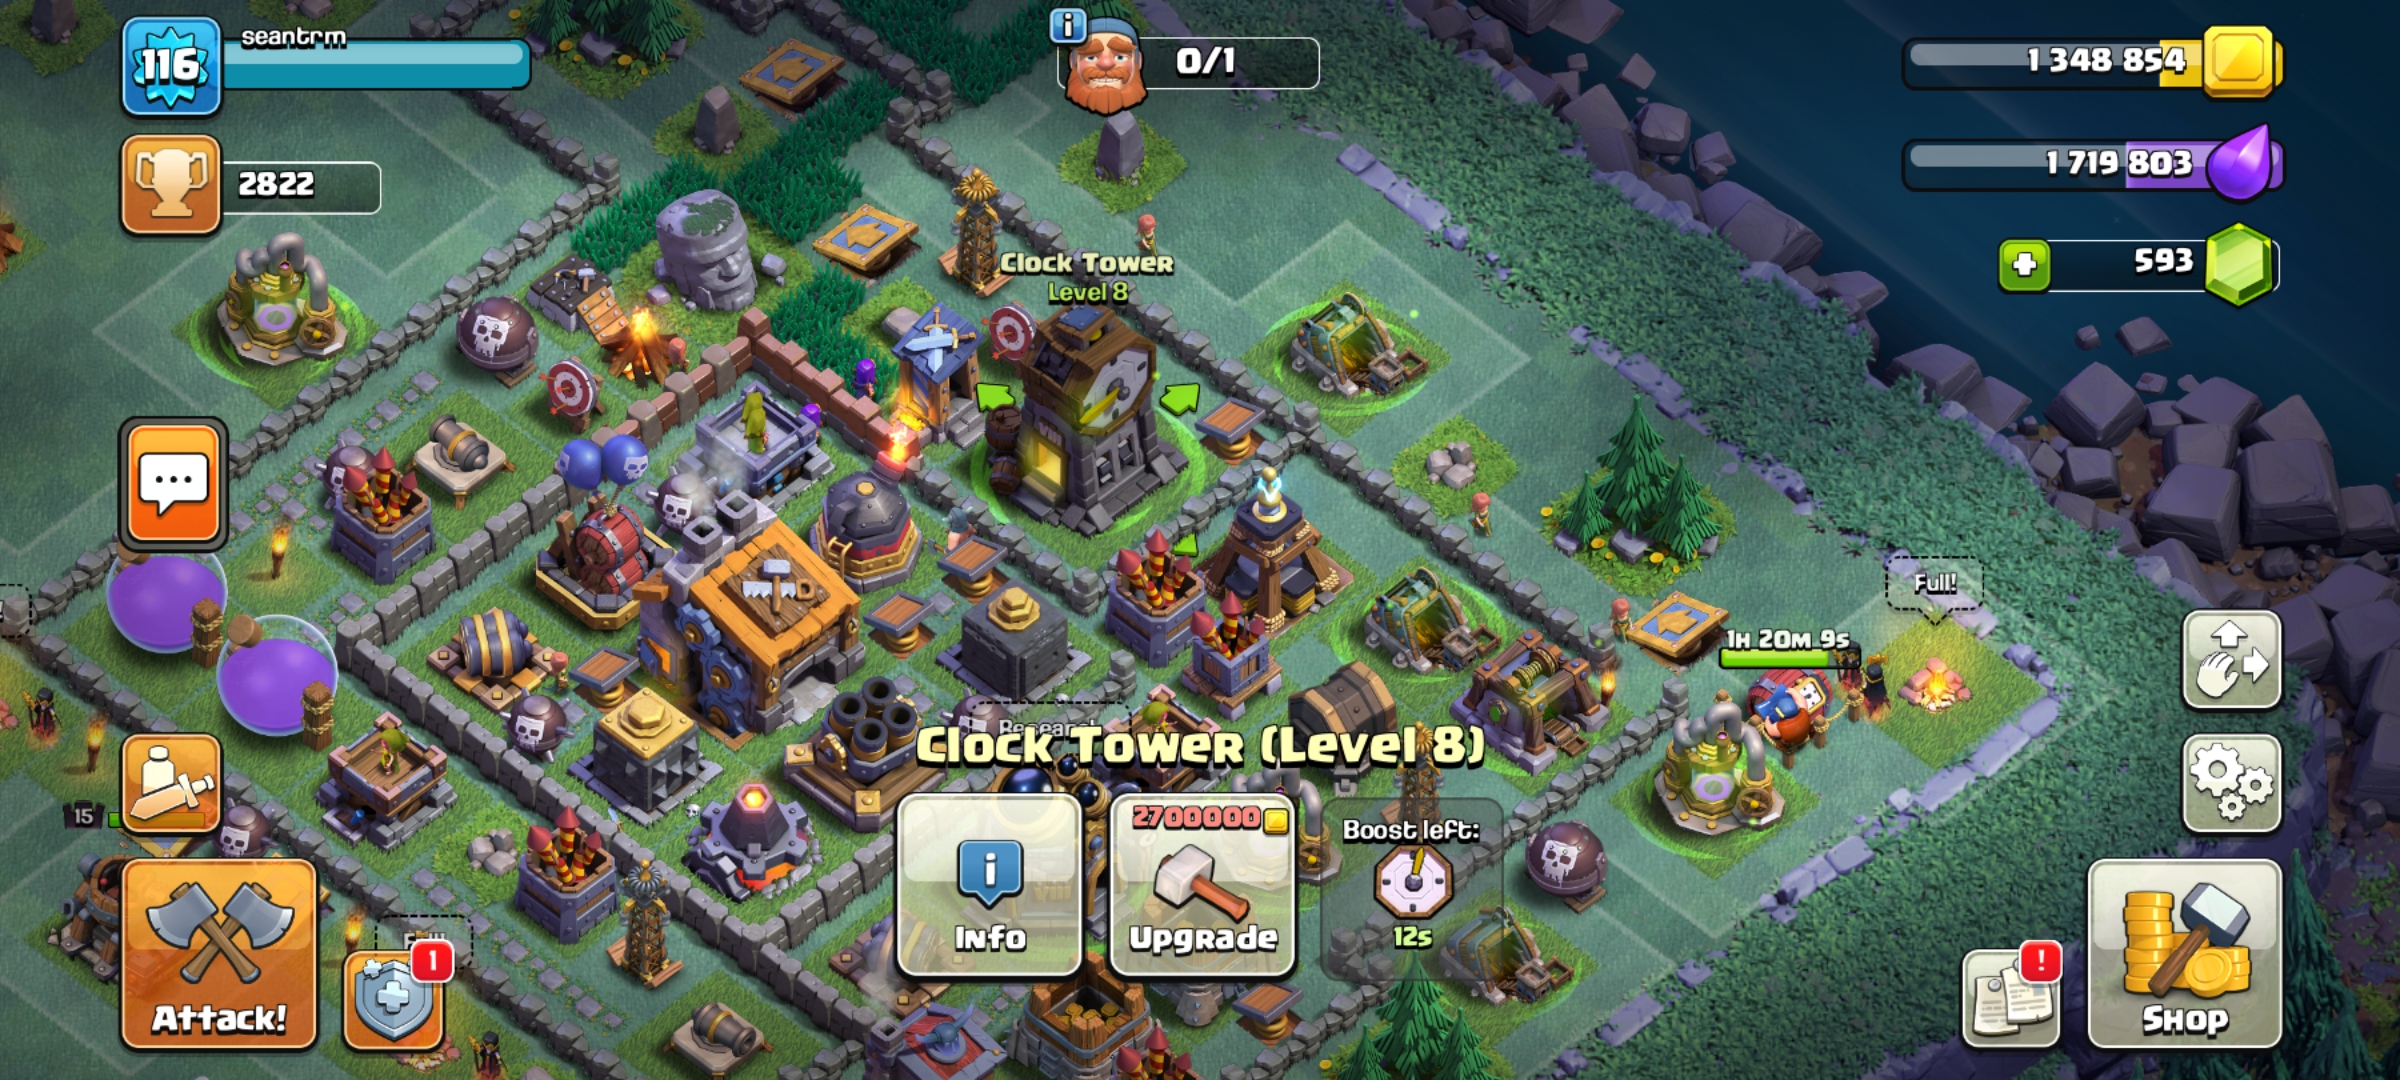 116
seantrm
0/1
1 348 854
1 719 803
2822
593
Clock Tower
Level 8
Full!
1H 20M 9s
Clock Tower (Level 8)
15
2700000
Boost left:
Info
Upgrade
12s
1
Attack!
!
Shop